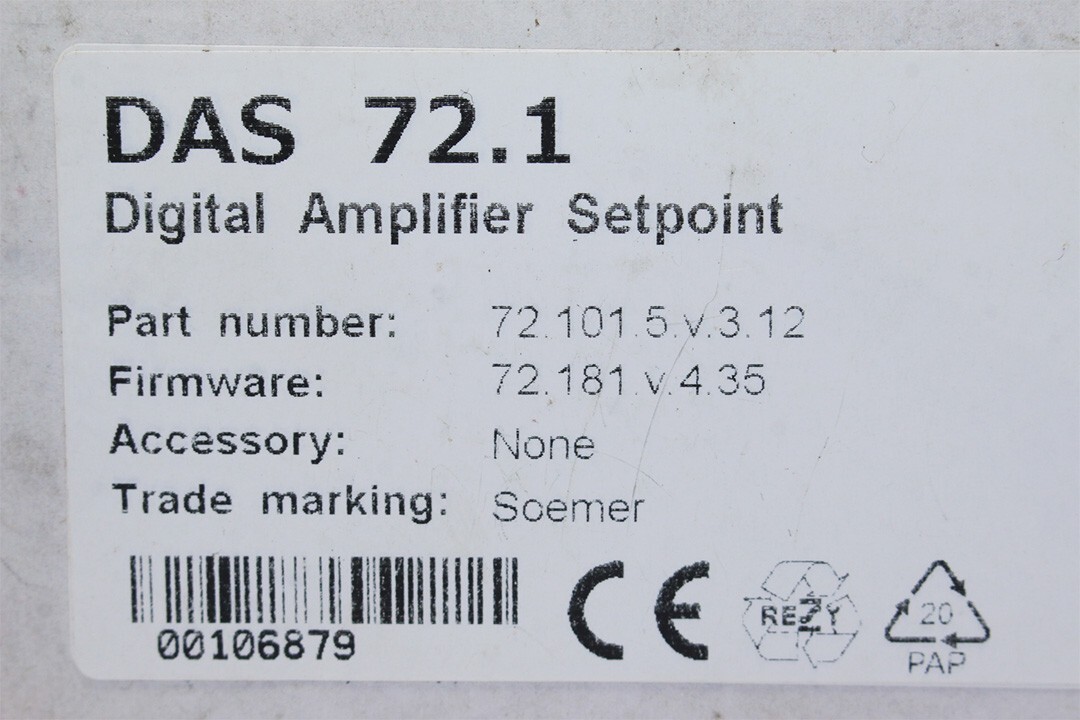 DAS 72.1
Digital Amplifier Setpoint
Part number: 72.101.5.v.3.12
Firmware: 72.181.v.4.35
Accessory: None
Trade marking: Soemer
00106879
CE
REZY
20
PAP